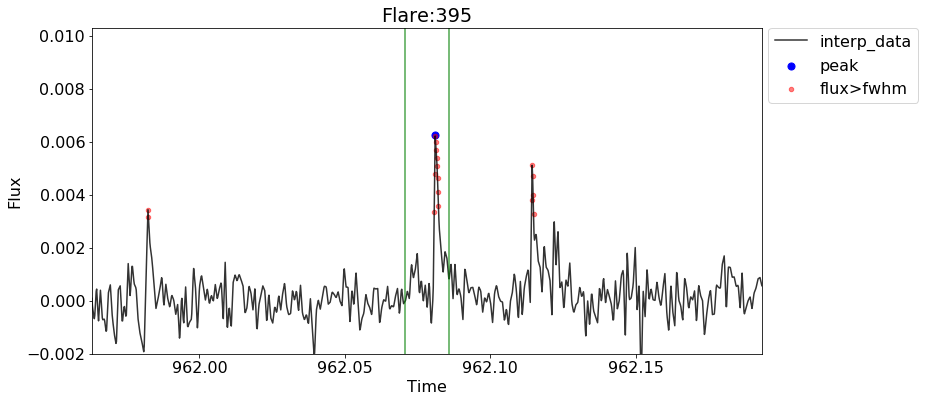 Flare:395
0.010
0.008
0.006
0.004
0.002
0.000
−0.002
Flux
962.00 962.05 962.10 962.15
Time
interp_data
peak
flux>fwhm